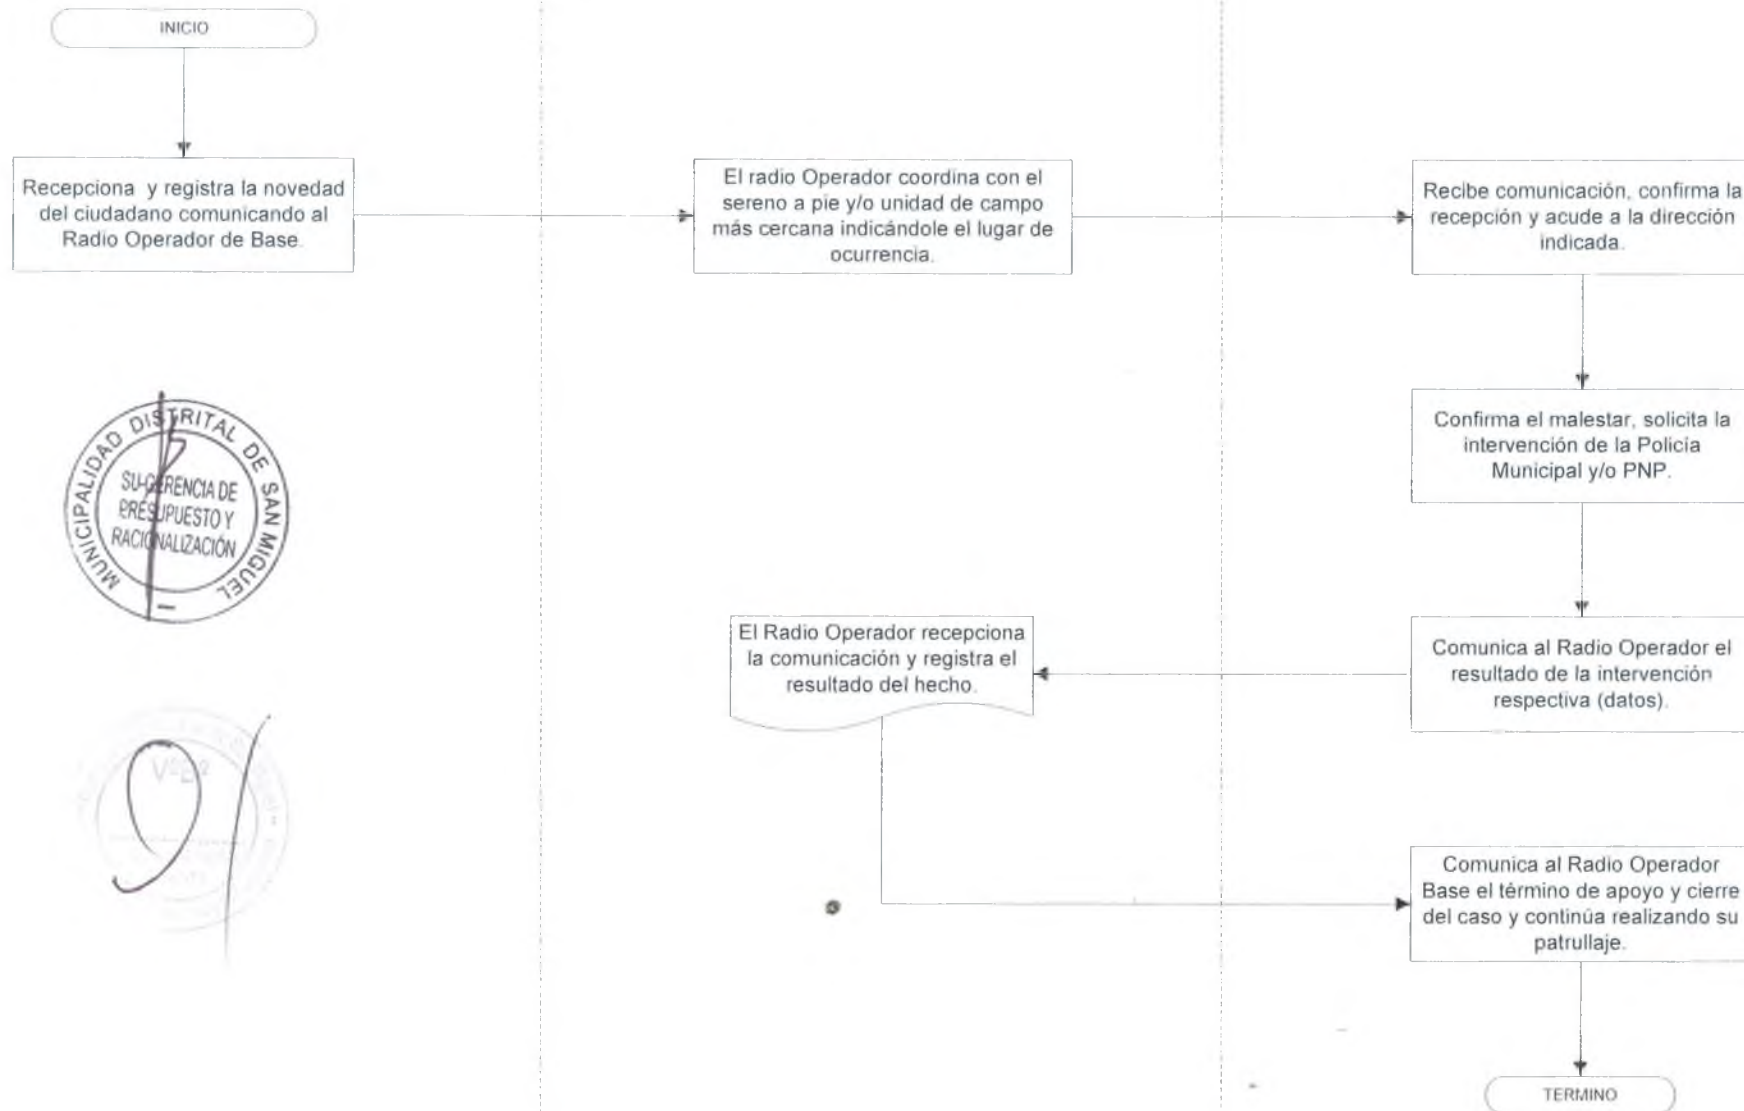 INICIO
Recepciona y registra la novedad
del ciudadano comunicando al
Radio Operador de Base.
El radio Operador coordina con el
sereno a pie y/o unidad de campo
más cercana indicándole el lugar de
ocurrencia.
Recibe comunicación, confirma la
recepción y acude a la dirección
indicada.
Confirma el malestar, solicita la
intervención de la Policía
Municipal y/o PNP.
Comunica al Radio Operador el
resultado de la intervención
respectiva (datos).
El Radio Operador recepciona
la comunicación y registra el
resultado del hecho.
Comunica al Radio Operador
Base el término de apoyo y cierre
del caso y continúa realizando su
patrullaje.
TERMINO
MUNICIPALIDAD DISTRITAL DE SAN MIGUEL
SU-GERENCIA DE
PRESUPUESTO Y
RACIONALIZACIÓN
VºBº